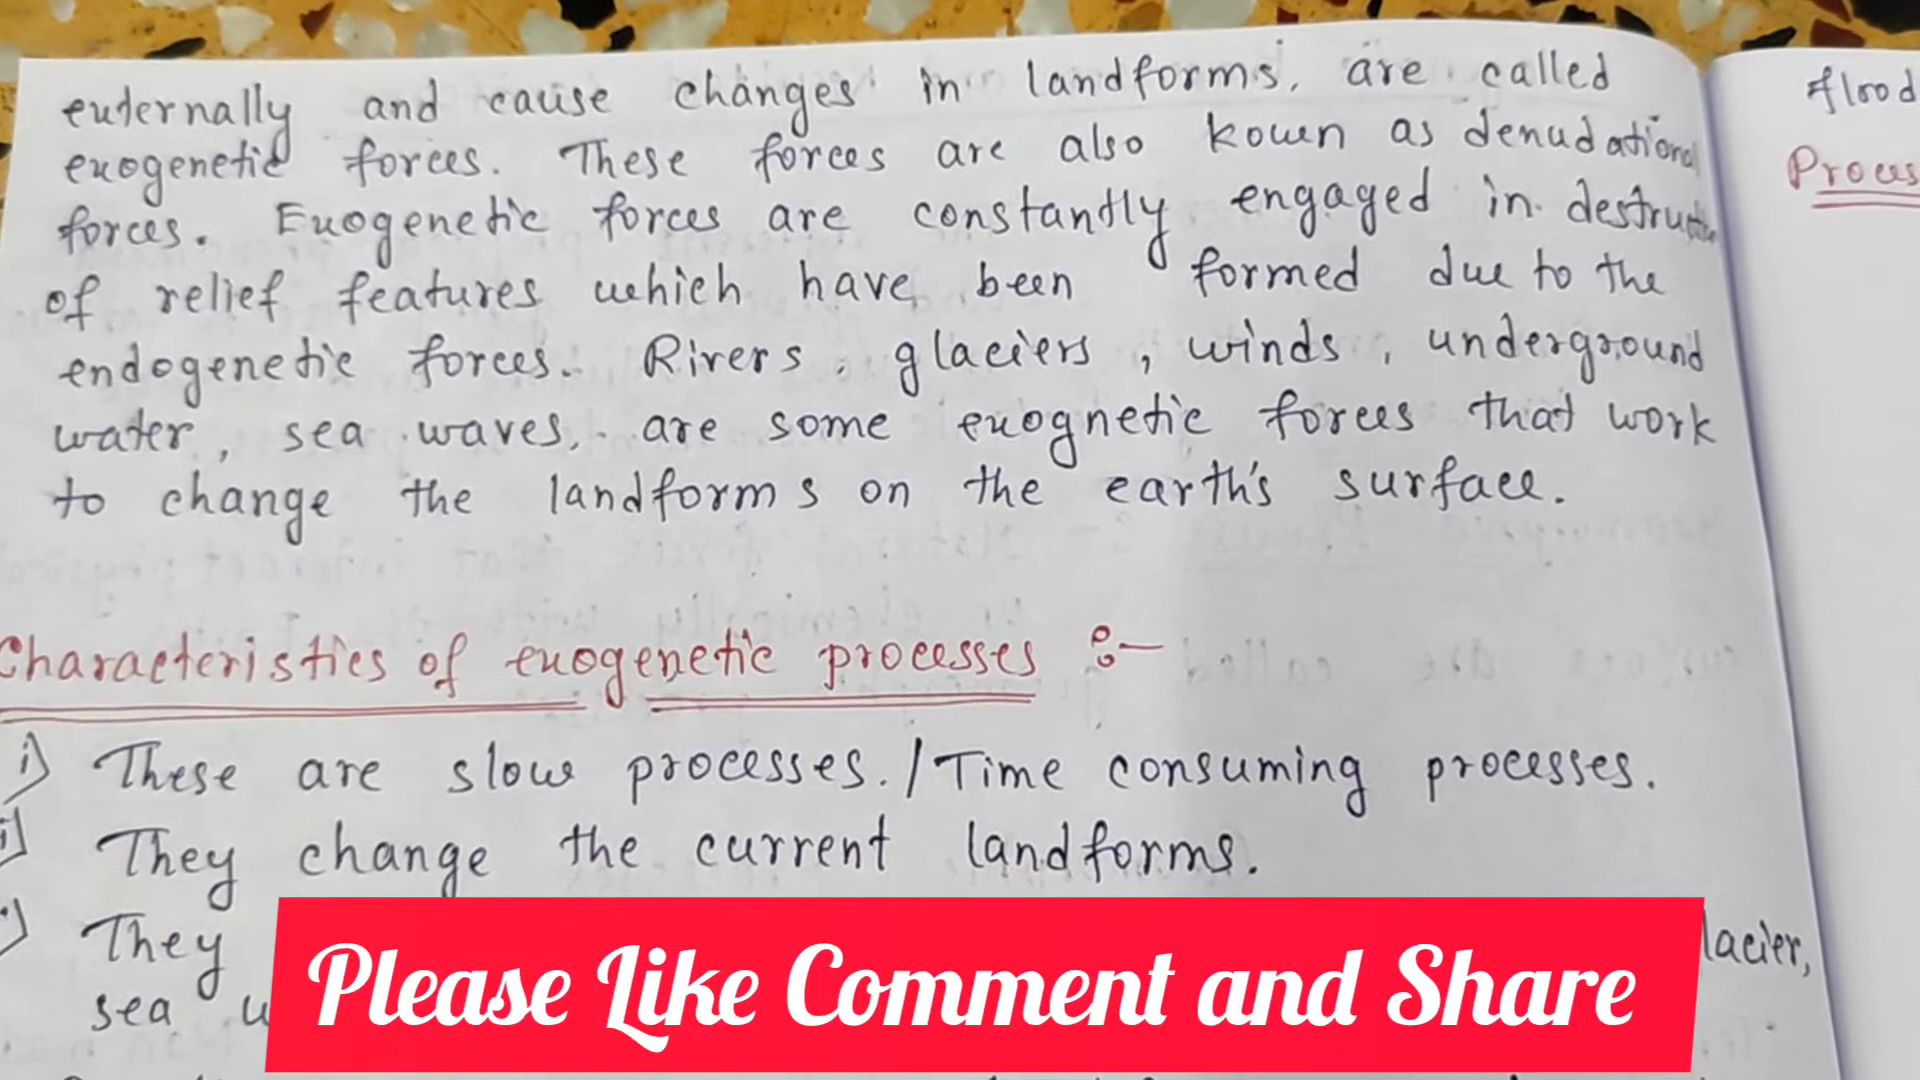 externally and cause changes in landforms, are called
exogenetic forces. These forces are also kown as denudational
forces. Exogenetic forces are constantly engaged in destruction
of relief features which have been formed due to the
endogenetic forces. Rivers, glaciers, winds, underground
water, sea waves, are some exognetic forces that work
to change the landforms on the earth's surface.
Characteristics of exogenetic processes :-
i) These are slow processes. / Time consuming processes.
ii) They change the current landforms.
They lacier,
sea w
Please Like Comment and Share
flood
Proces